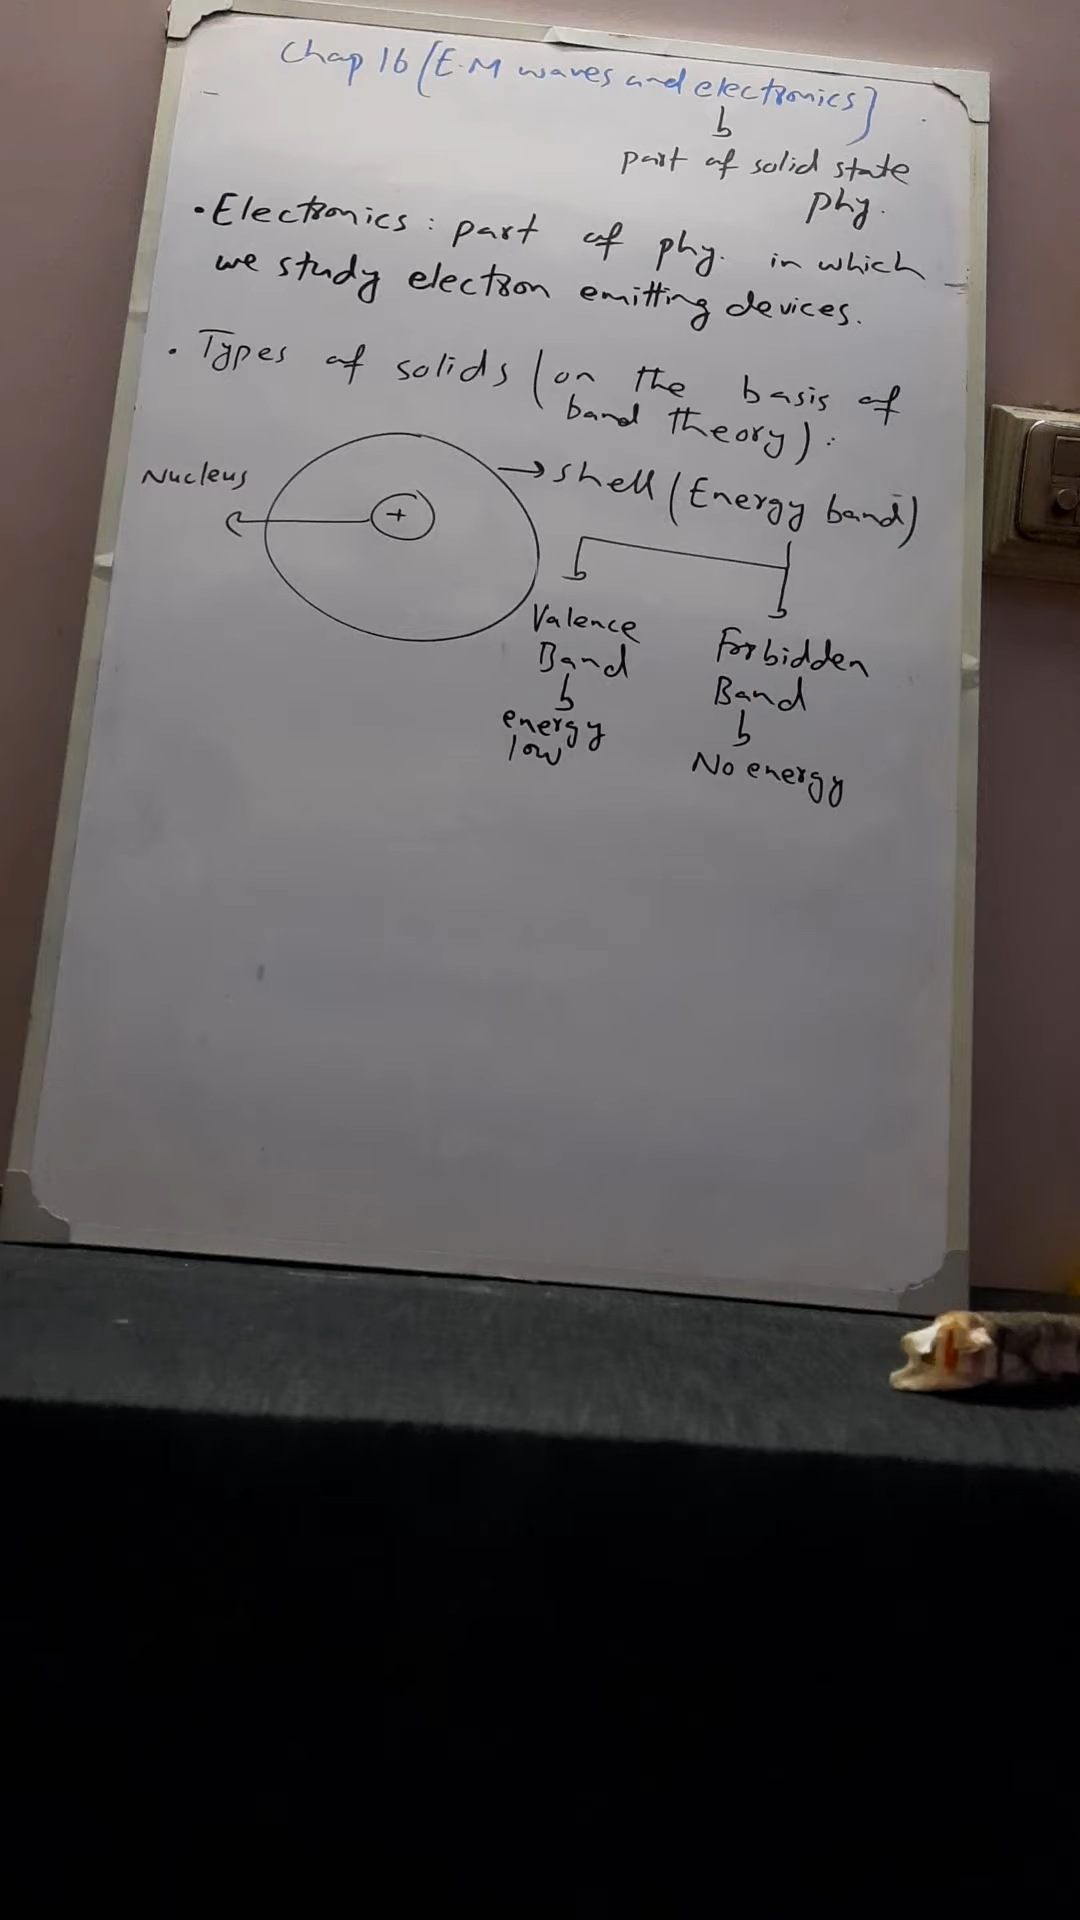 Chap 16 (E.M waves and electronics)
part of solid state
phy.
• Electronics: part of phy. in which
we study electron emitting devices.
• Types of solids (on the basis of
band theory):
Nucleus
+
→ shell (Energy band)
Valence
Band
energy
low
Forbidden
Band
No energy